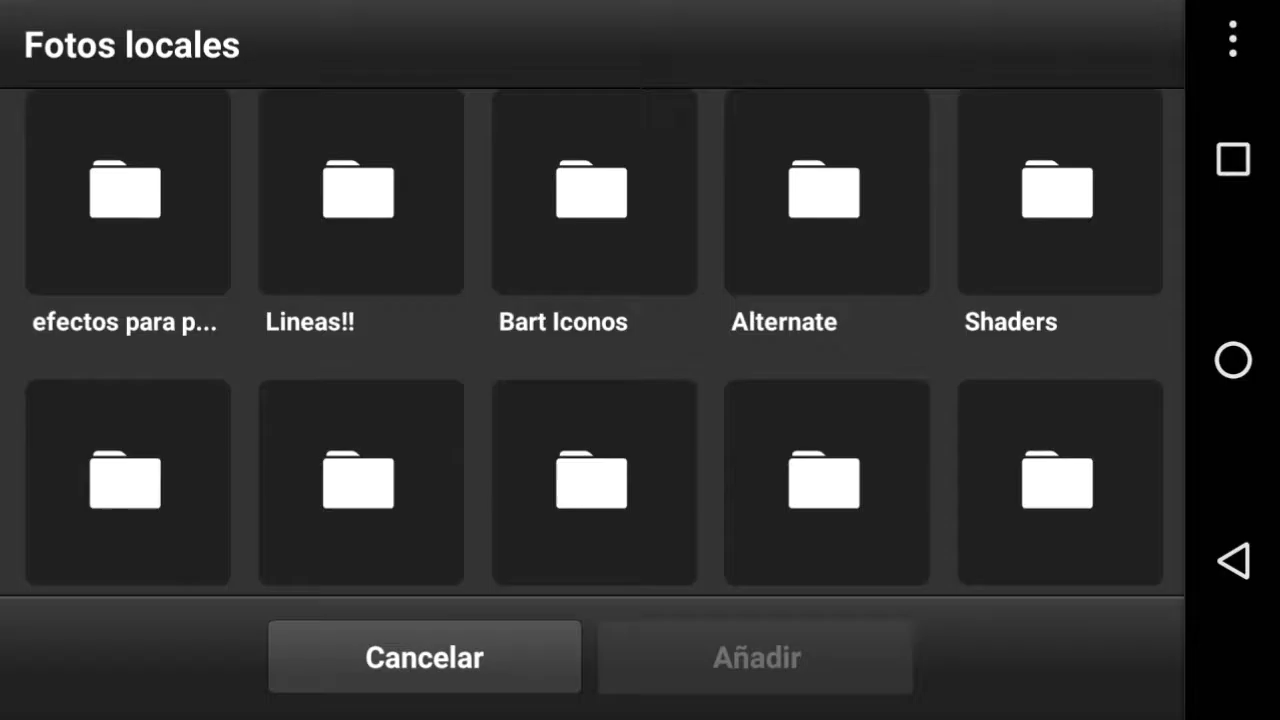 Fotos locales
efectos para p...
Lineas!!
Bart Iconos
Alternate
Shaders
Cancelar
Añadir